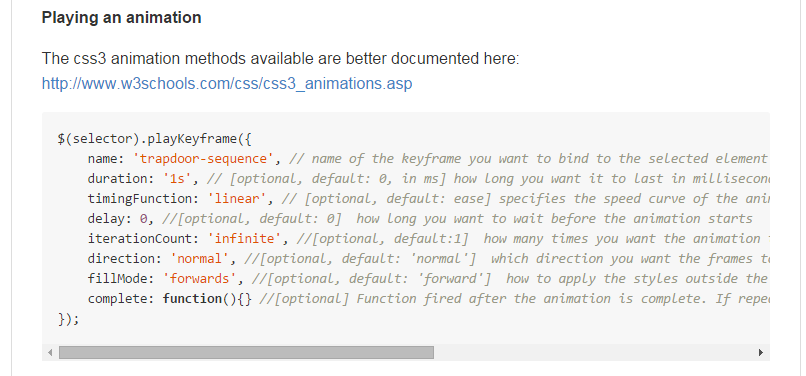 Playing an animation
The css3 animation methods available are better documented here:
http://www.w3schools.com/css/css3_animations.asp
$(selector).playKeyframe({
    name: 'trapdoor-sequence', // name of the keyframe you want to bind to the selected element
    duration: '1s', // [optional, default: 0, in ms] how long you want it to last in
    timingFunction: 'linear', // [optional, default: ease] specifies the speed curve of the
    delay: 0, //[optional, default: 0]  how long you want to wait before the animation starts
    iterationCount: 'infinite', //[optional, default:1]  how many times you want the animation
    direction: 'normal', //[optional, default: 'normal']  which direction you want the frames
    fillMode: 'forwards', //[optional, default: 'forward']  how to apply the styles outside the
    complete: function(){} //[optional] Function fired after the animation is complete. If
});